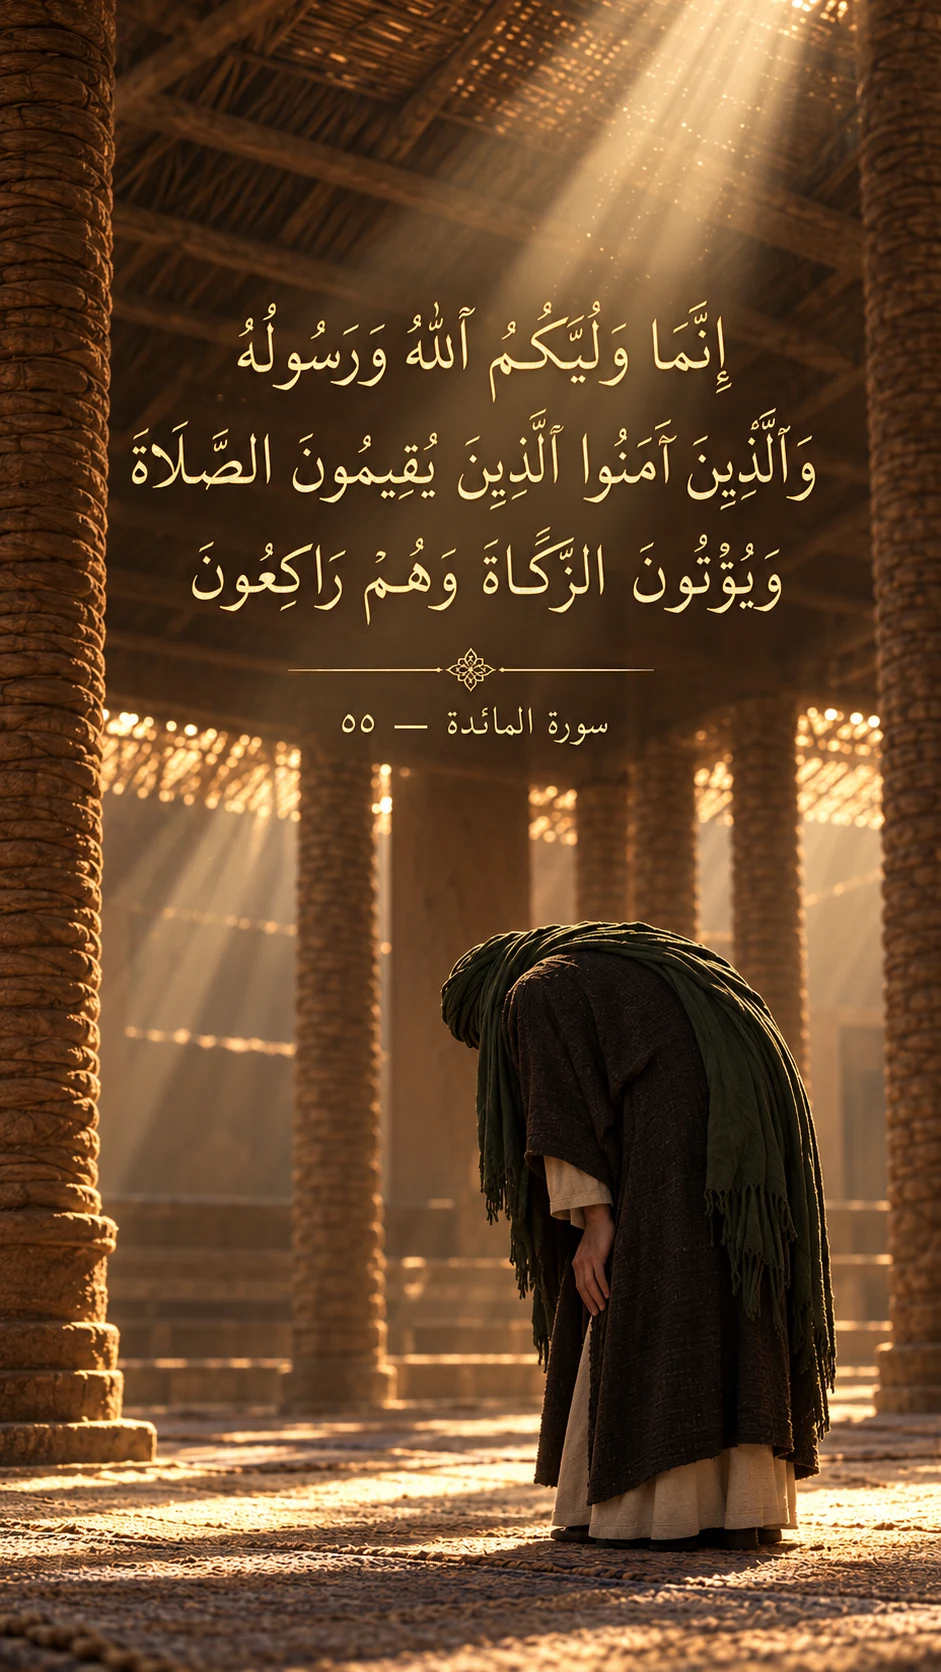 إِنَّمَا وَلُيَّكُمُ ٱللهُ وَرَسُولُهُ
وَٱلَّذِينَ آمَنُوا ٱلَّذِينَ يُقِيمُونَ الصَّلَاةَ
وَيُؤْتُونَ الزَّكَاةَ وَهُمْ رَاكِعُونَ
سورة المائدة — ٥٥